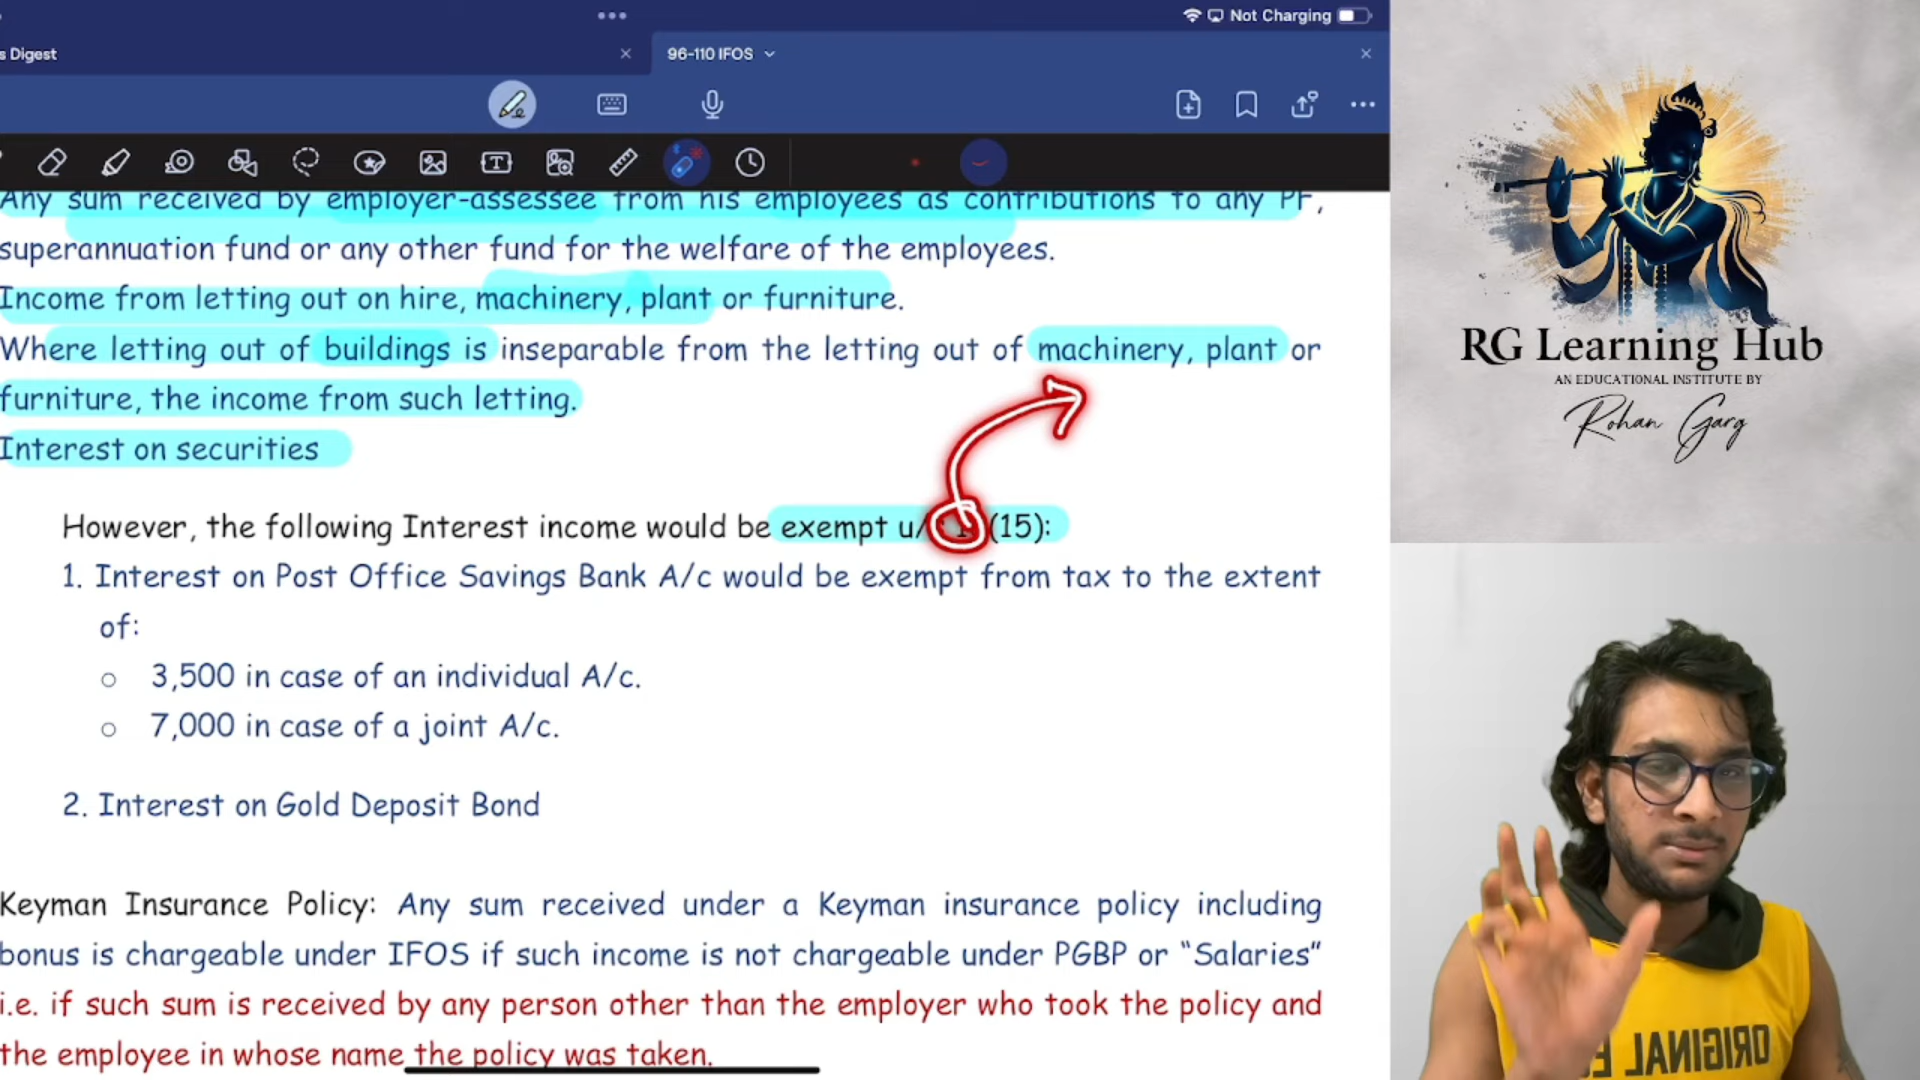 Not Charging
s Digest
96-110 IFOS
Any sum received by employer-assessee from his employees as contributions to any PF,
superannuation fund or any other fund for the welfare of the employees.
Income from letting out on hire, machinery, plant or furniture.
Where letting out of buildings is inseparable from the letting out of machinery, plant or
furniture, the income from such letting.
Interest on securities
However, the following Interest income would be exempt u/ (15):
1. Interest on Post Office Savings Bank A/c would be exempt from tax to the extent
of:
o 3,500 in case of an individual A/c.
o 7,000 in case of a joint A/c.
2. Interest on Gold Deposit Bond
Keyman Insurance Policy: Any sum received under a Keyman insurance policy including
bonus is chargeable under IFOS if such income is not chargeable under PGBP or “Salaries”
i.e. if such sum is received by any person other than the employer who took the policy and
the employee in whose name the policy was taken.
RG Learning Hub
AN EDUCATIONAL INSTITUTE BY
Rohan Garg
ORIGINAL